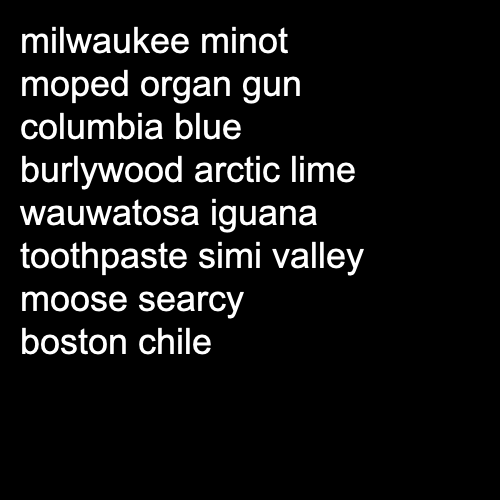 milwaukee minot
moped organ gun
columbia blue
burlywood arctic lime
wauwatosa iguana
toothpaste simi valley
moose searcy
boston chile